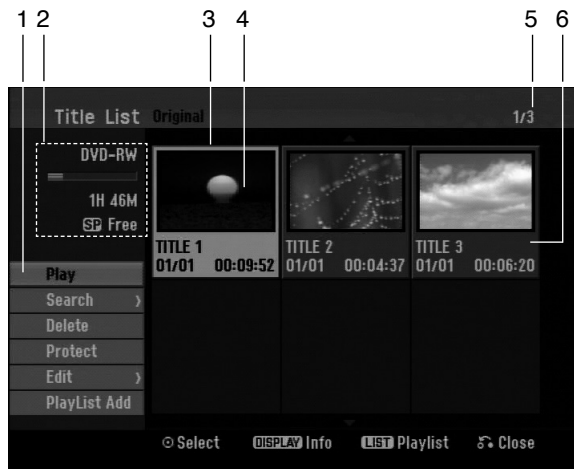 1 2 3 4 5 6
Title List Original 1/3
DVD-RW
1H 46M
SP Free
TITLE 1 TITLE 2 TITLE 3
01/01 00:09:52 01/01 00:04:37 01/01 00:06:20
Play
Search 〉
Delete
Protect
Edit 〉
PlayList Add
⊙ Select DISPLAY Info LIST Playlist Close